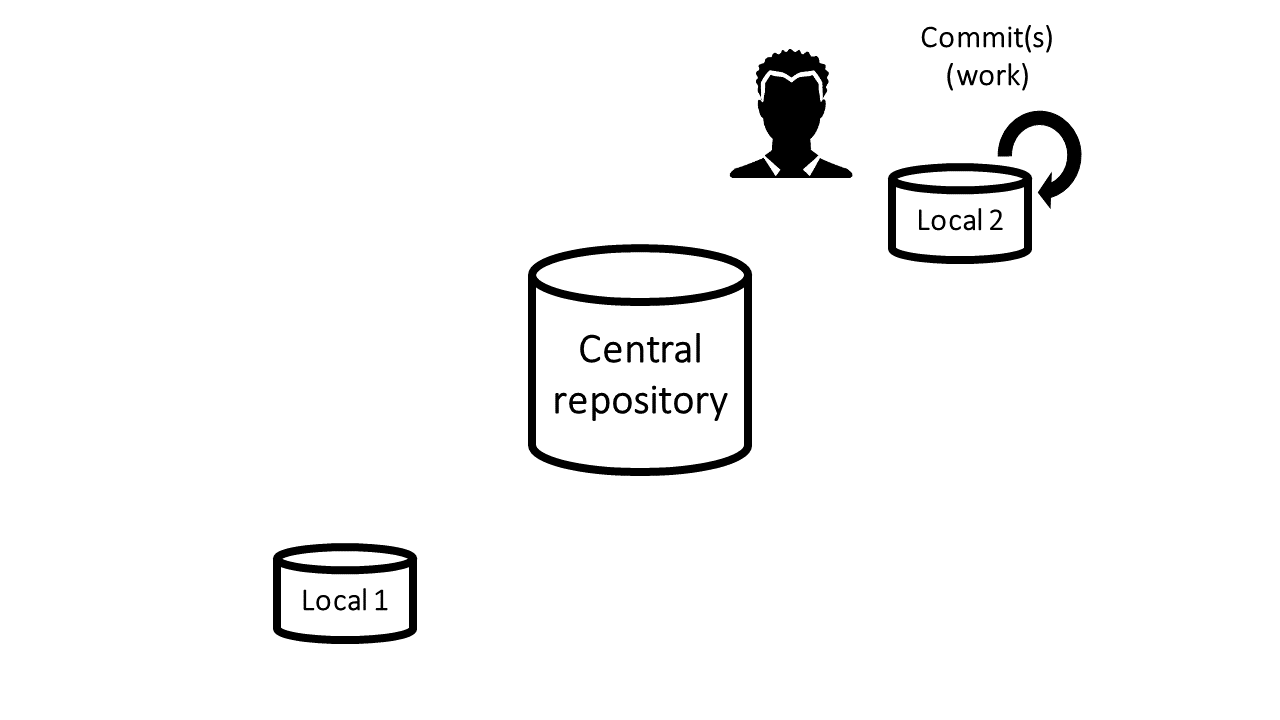 Commit(s)
(work)
Local 2
Central
repository
Local 1